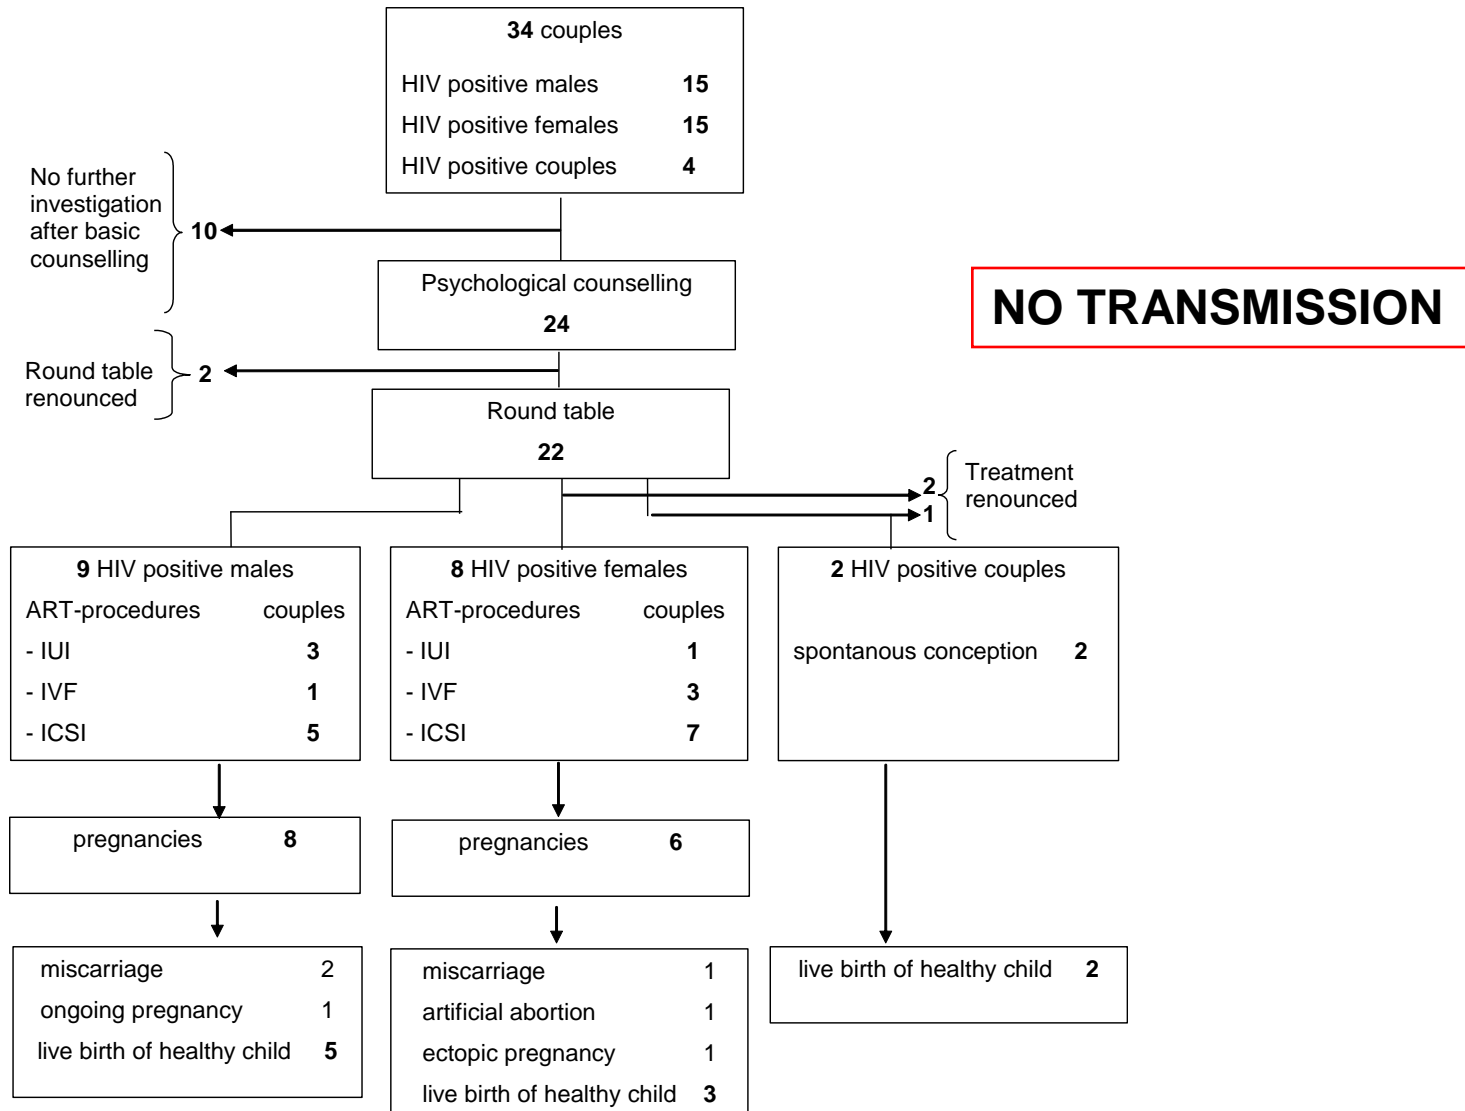 34 couples
HIV positive males 15
HIV positive females 15
HIV positive couples 4
No further
investigation
after basic
counselling
10
Psychological counselling
24
NO TRANSMISSION
Round table
renounced
2
Round table
22
2
1
Treatment
renounced
9 HIV positive males
ART-procedures couples
- IUI 3
- IVF 1
- ICSI 5
8 HIV positive females
ART-procedures couples
- IUI 1
- IVF 3
- ICSI 7
2 HIV positive couples
spontanous conception 2
pregnancies 8
pregnancies 6
miscarriage 2
ongoing pregnancy 1
live birth of healthy child 5
miscarriage 1
artificial abortion 1
ectopic pregnancy 1
live birth of healthy child 3
live birth of healthy child 2